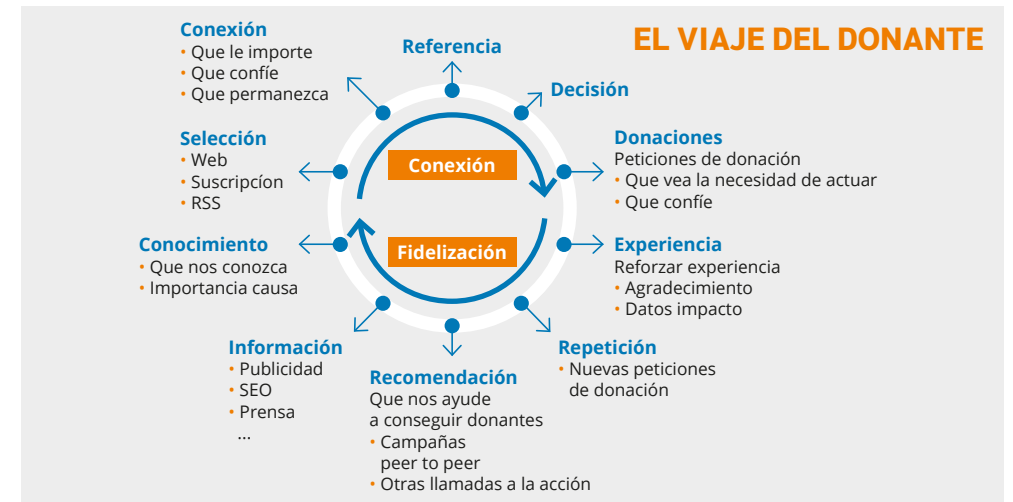 EL VIAJE DEL DONANTE
Conexión
• Que le importe
• Que confíe
• Que permanezca
Referencia
Decisión
Selección
• Web
• Suscripcíon
• RSS
Donaciones
Peticiones de donación
• Que vea la necesidad de actuar
• Que confíe
Conexión
Fidelización
Conocimiento
• Que nos conozca
• Importancia causa
Experiencia
Reforzar experiencia
• Agradecimiento
• Datos impacto
Información
• Publicidad
• SEO
• Prensa
...
Recomendación
Que nos ayude
a conseguir donantes
• Campañas
peer to peer
• Otras llamadas a la acción
Repetición
• Nuevas peticiones
de donación